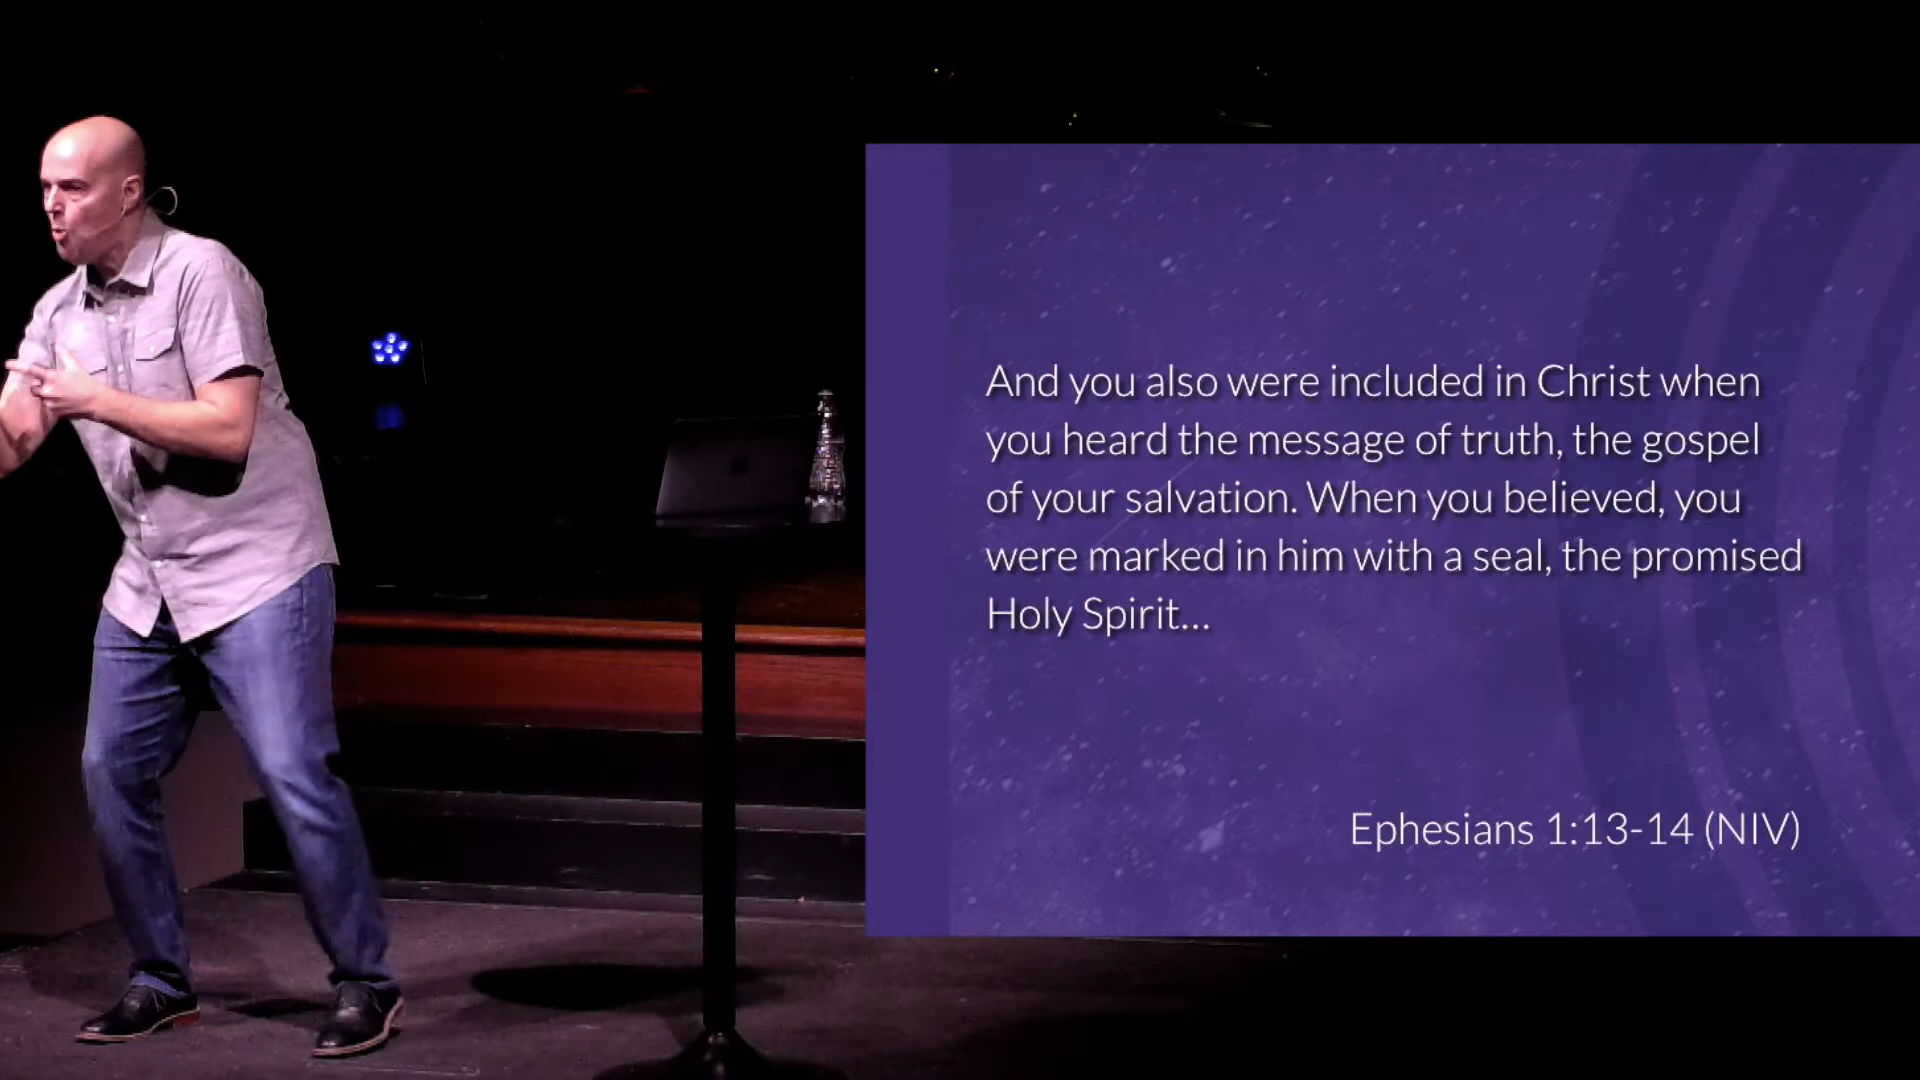 And you also were included in Christ when
you heard the message of truth, the gospel
of your salvation. When you believed, you
were marked in him with a seal, the promised
Holy Spirit...
Ephesians 1:13-14 (NIV)